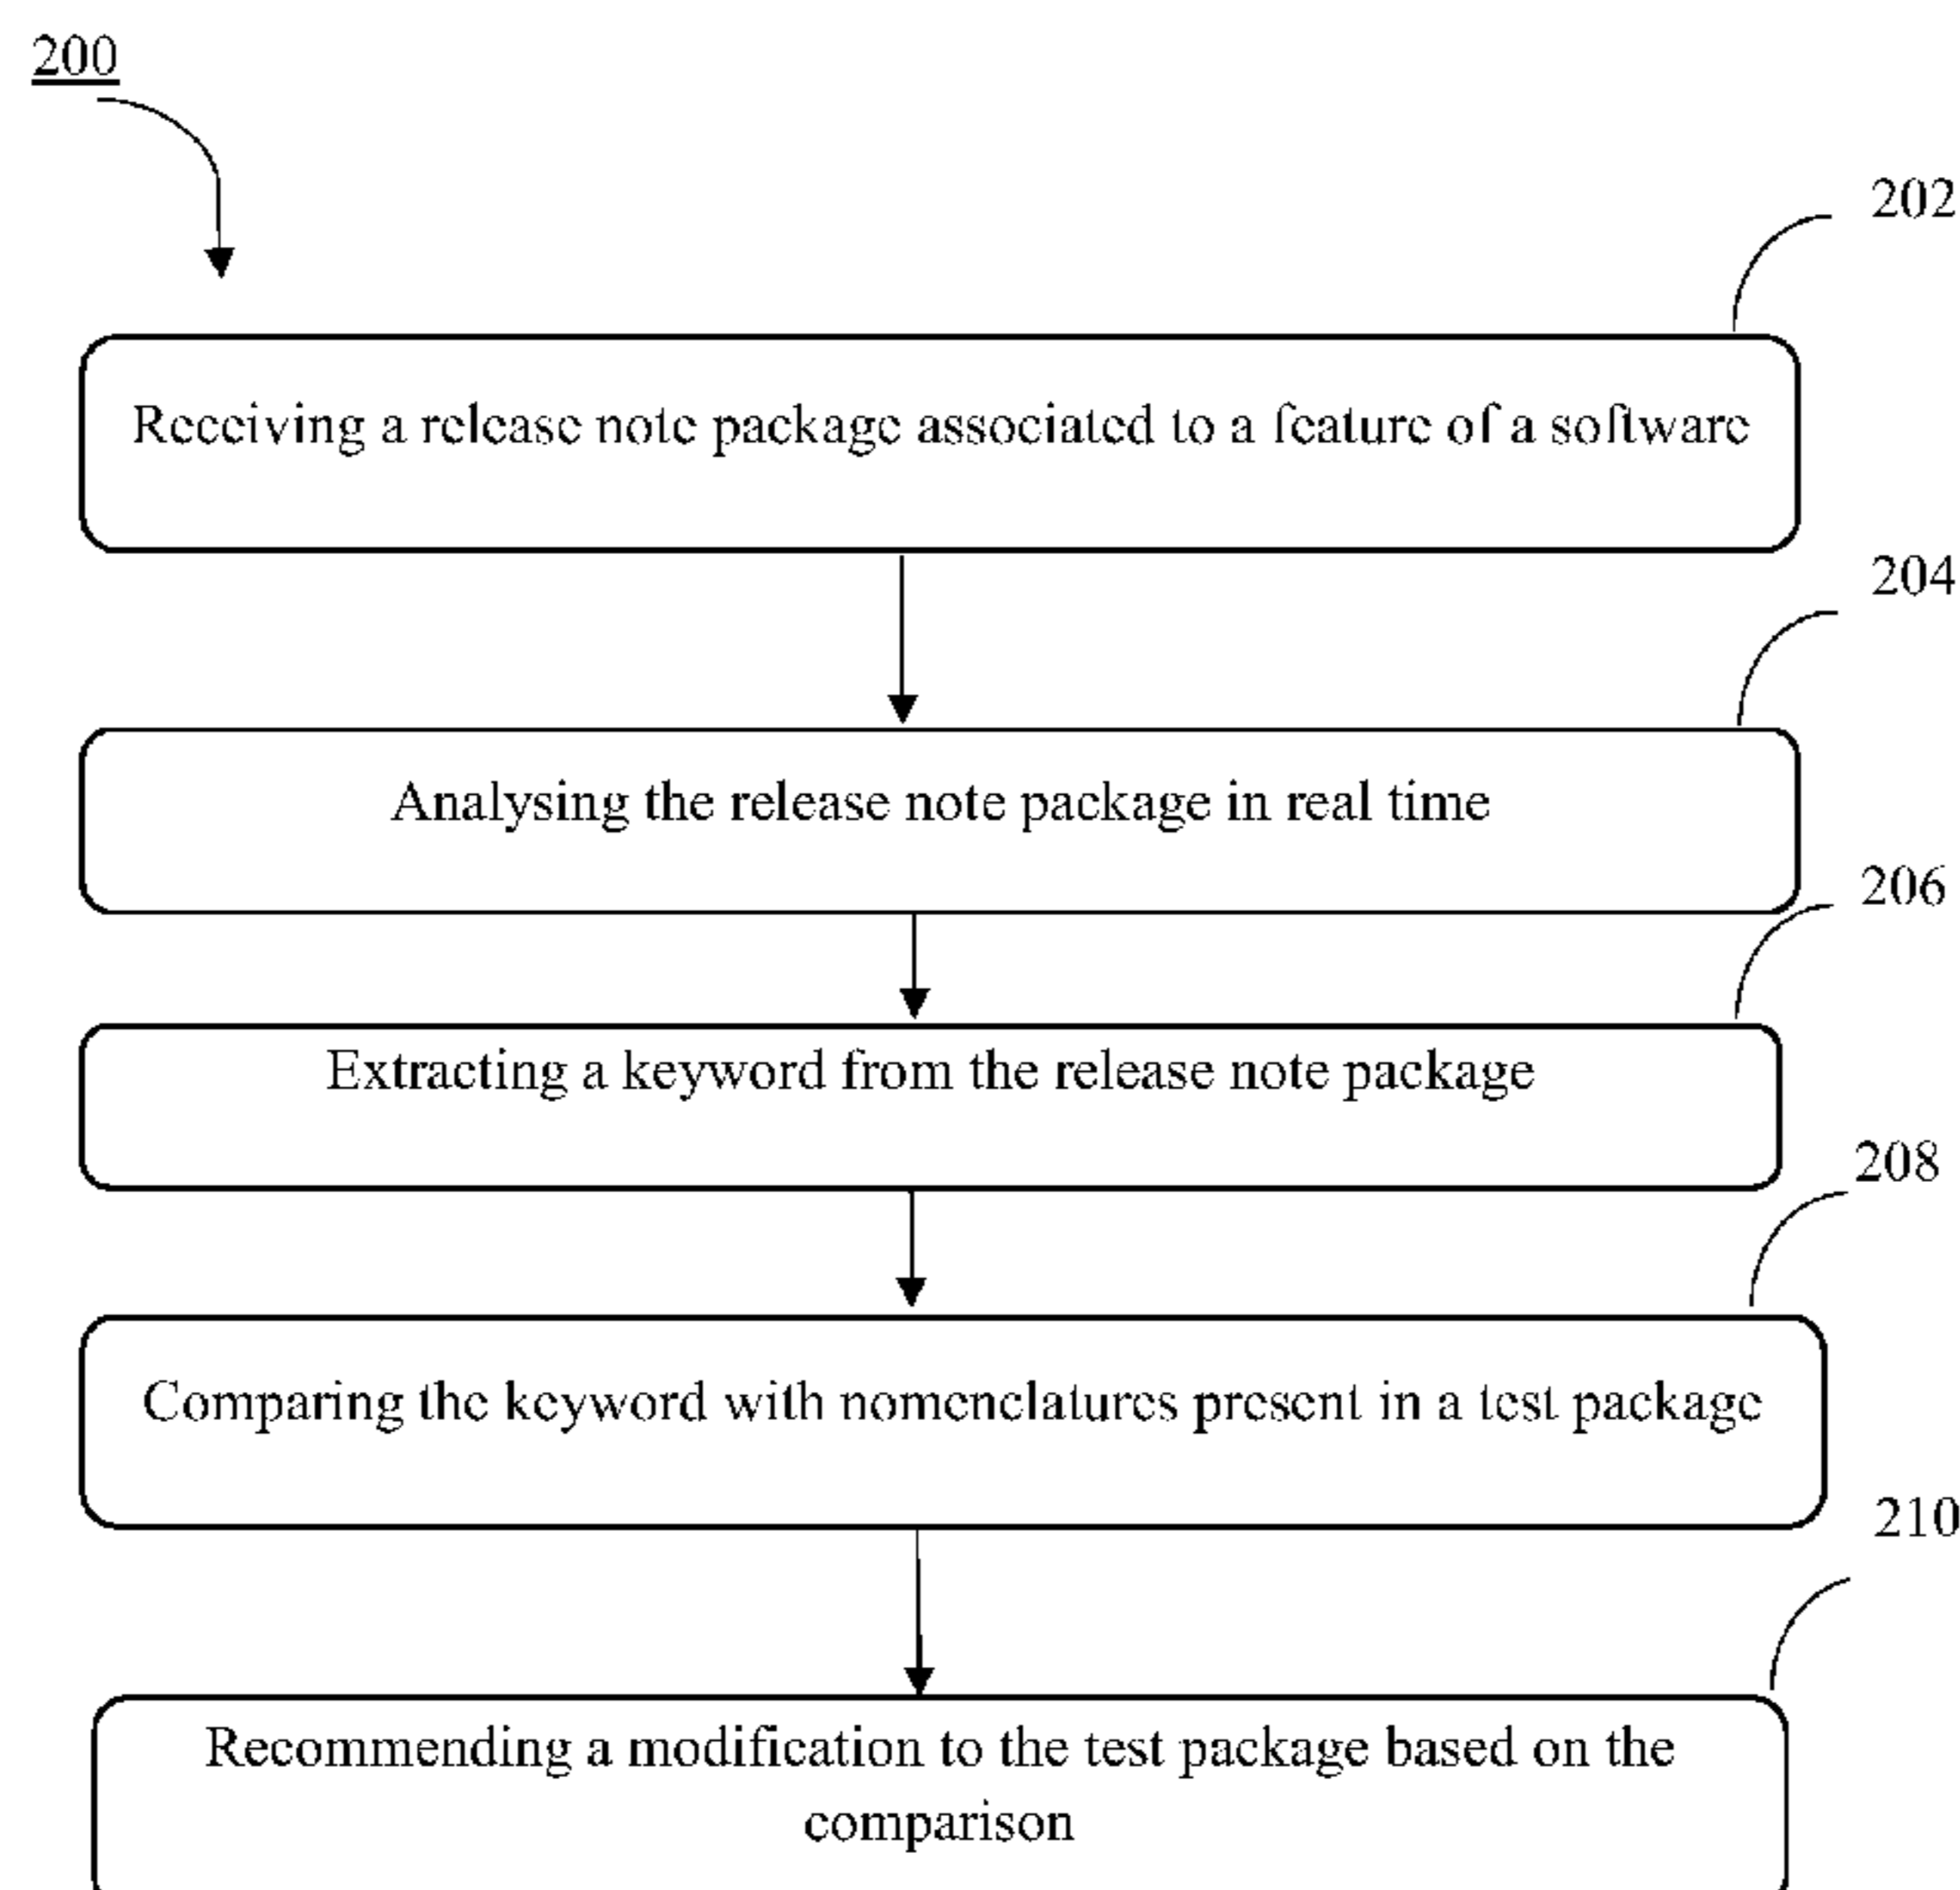 200
202
Receiving a release note package associated to a feature of a software
204
Analysing the release note package in real time
206
Extracting a keyword from the release note package
208
Comparing the keyword with nomenclatures present in a test package
210
Recommending a modification to the test package based on the
comparison